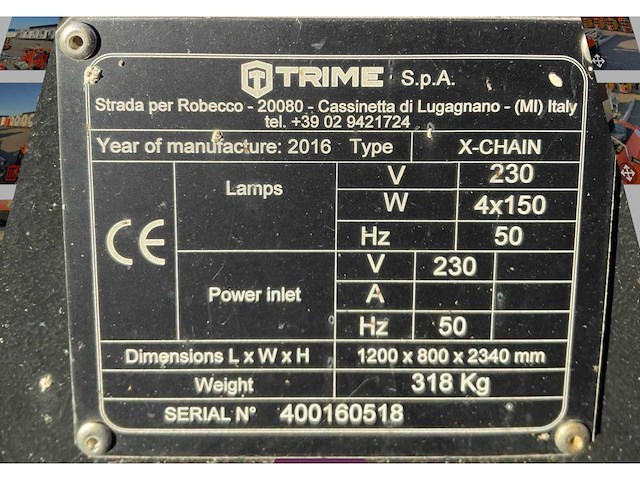 TRIME S.p.A.
Strada per Robecco - 20080 - Cassinetta di Lugagnano - (MI) Italy
tel. +39 02 9421724
Year of manufacture: 2016 Type X-CHAIN
CE
Lamps
V 230
W 4x150
Hz 50
Power inlet
V 230
A
Hz 50
Dimensions L x W x H 1200 x 800 x 2340 mm
Weight 318 Kg
SERIAL N° 400160518